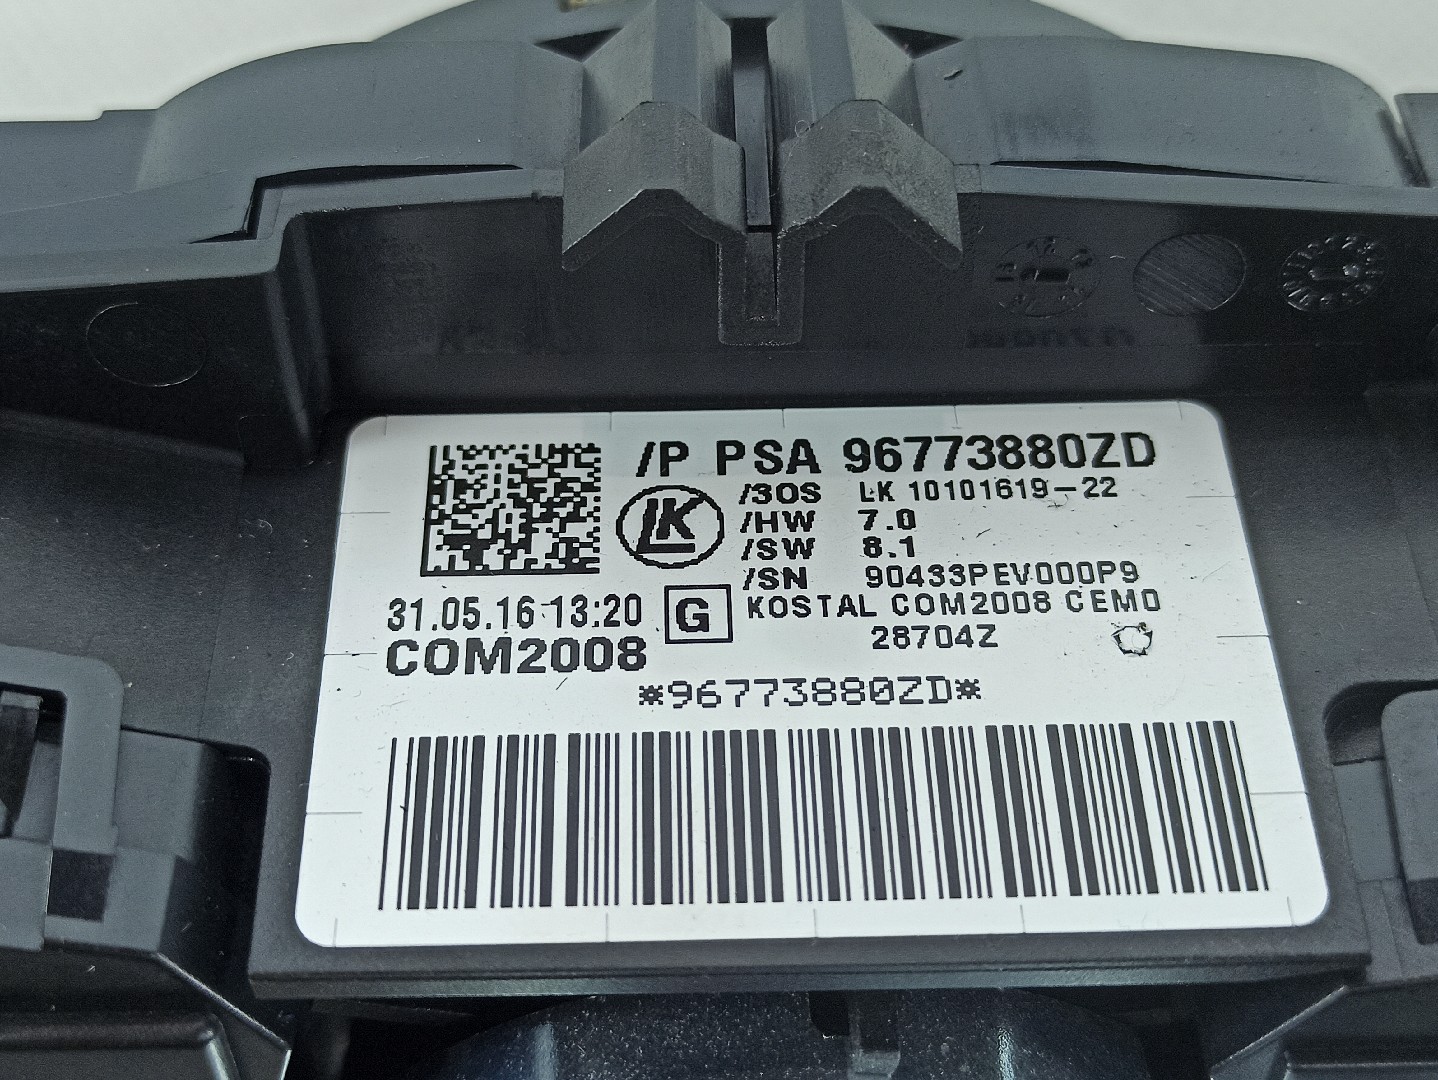 /P PSA 96773880ZD
/3OS LK 10101619-22
LK
/HW 7.0
/SW 8.1
/SN 90433PEV000P9
31.05.16 13:20 G KOSTAL COM2008 CEM0
COM2008 28704Z
*96773880ZD*